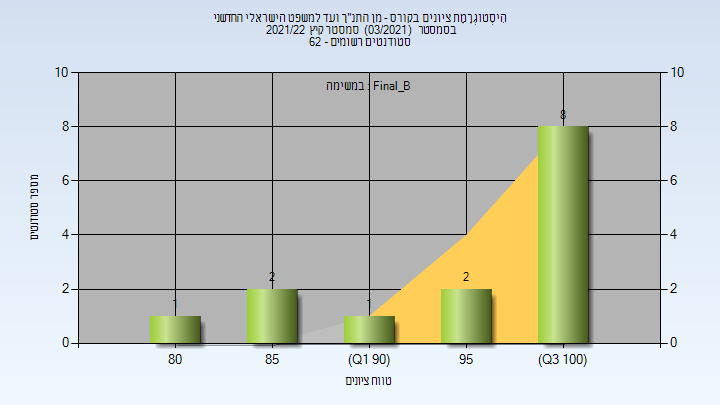 היסטוגרמת ציונים בקורס - מן התנ"ך ועד למשפט הישראלי החדשני
בסמסטר (03/2021) סמסטר קיץ 2021/22
סטודנטים רשומים - 62
במשימה : Final_B
10 10
8 8
6 6
4 4
2 2
0 0
1 2 1 2 8
80 85 (Q1 90) 95 (Q3 100)
מספר סטודנטים
טווח ציונים